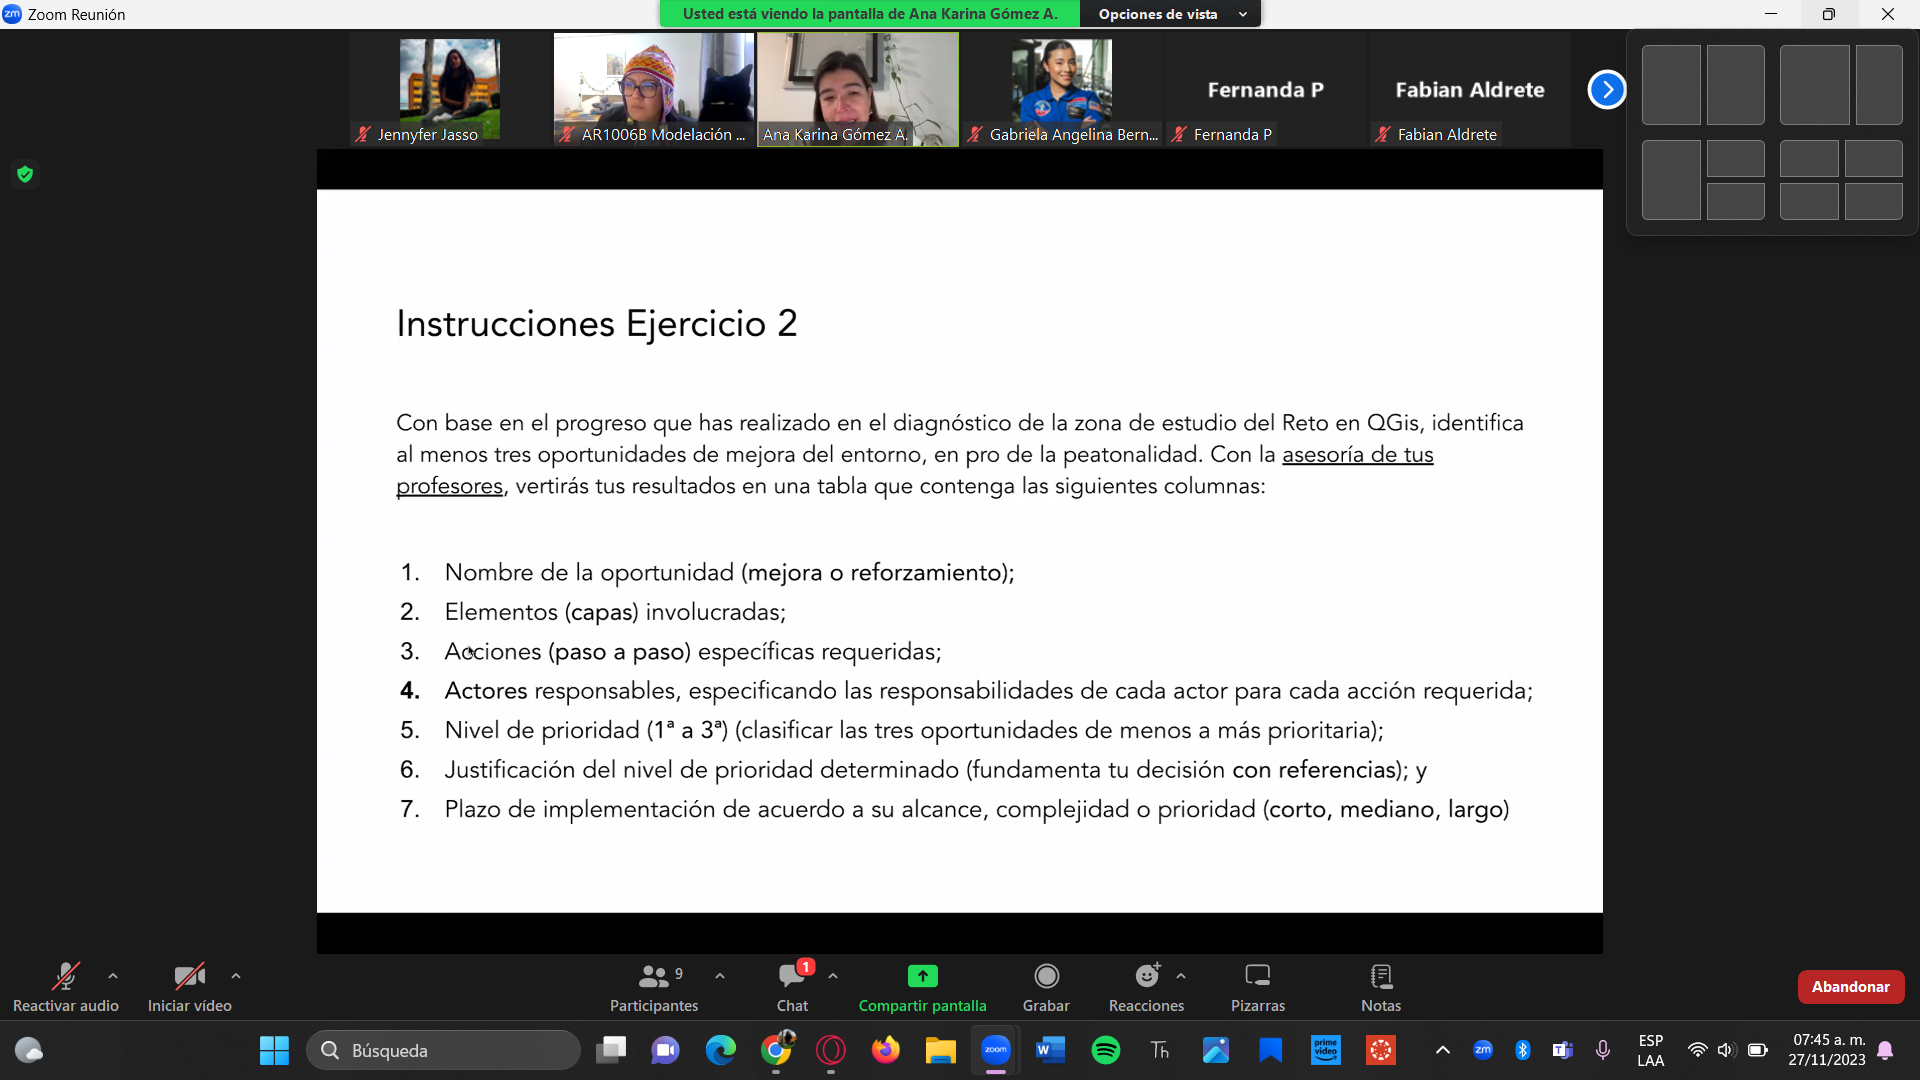 Zoom Reunión
Usted está viendo la pantalla de Ana Karina Gómez A.
Opciones de vista
Jennyfer Jasso
AR1006B Modelación ...
Ana Karina Gómez A.
Gabriela Angelina Bern...
Fernanda P
Fernanda P
Fabian Aldrete
Fabian Aldrete
Instrucciones Ejercicio 2
Con base en el progreso que has realizado en el diagnóstico de la zona de estudio del Reto en QGis, identifica
al menos tres oportunidades de mejora del entorno, en pro de la peatonalidad. Con la asesoría de tus
profesores, vertirás tus resultados en una tabla que contenga las siguientes columnas:
1. Nombre de la oportunidad (mejora o reforzamiento);
2. Elementos (capas) involucradas;
3. Acciones (paso a paso) específicas requeridas;
4. Actores responsables, especificando las responsabilidades de cada actor para cada acción requerida;
5. Nivel de prioridad (1ª a 3ª) (clasificar las tres oportunidades de menos a más prioritaria);
6. Justificación del nivel de prioridad determinado (fundamenta tu decisión con referencias); y
7. Plazo de implementación de acuerdo a su alcance, complejidad o prioridad (corto, mediano, largo)
Reactivar audio
Iniciar vídeo
9
Participantes
1
Chat
Compartir pantalla
Grabar
Reacciones
Pizarras
Notas
Abandonar
Búsqueda
zoom
Th
prime
video
zm
ESP
LAA
07:45 a. m.
27/11/2023